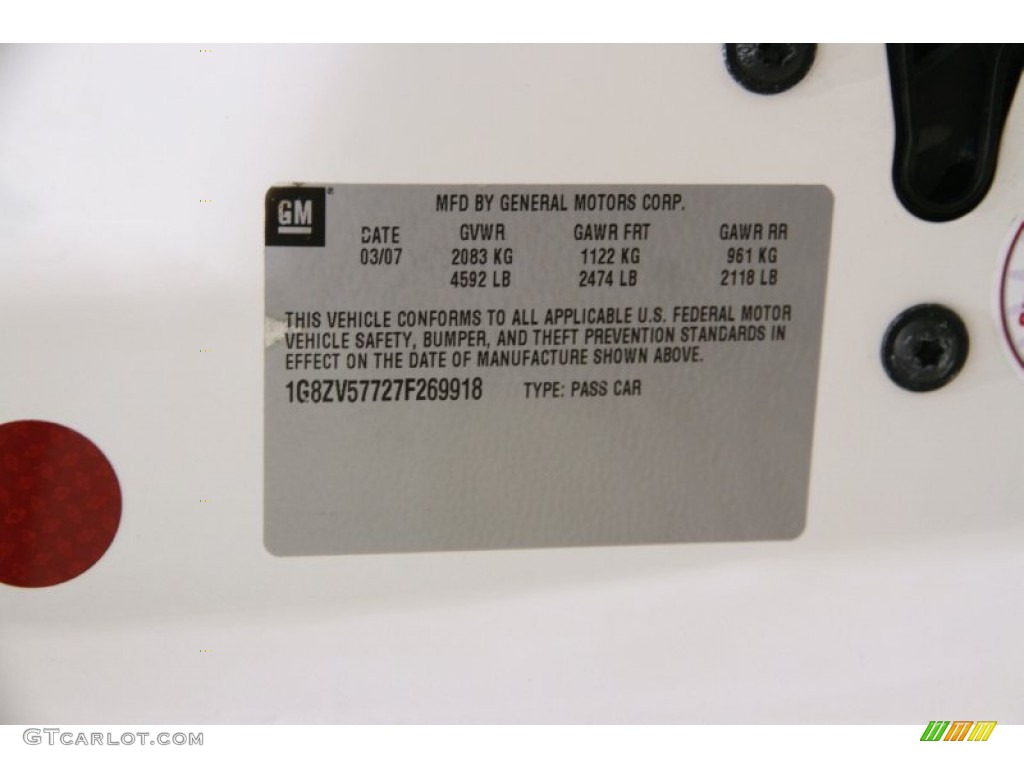 GM
MFD BY GENERAL MOTORS CORP.
DATE GVWR GAWR FRT GAWR RR
03/07 2083 KG 1122 KG 961 KG
4592 LB 2474 LB 2118 LB
THIS VEHICLE CONFORMS TO ALL APPLICABLE U.S. FEDERAL MOTOR
VEHICLE SAFETY, BUMPER, AND THEFT PREVENTION STANDARDS IN
EFFECT ON THE DATE OF MANUFACTURE SHOWN ABOVE.
1G8ZV57727F269918 TYPE: PASS CAR
GTCARLOT.COM